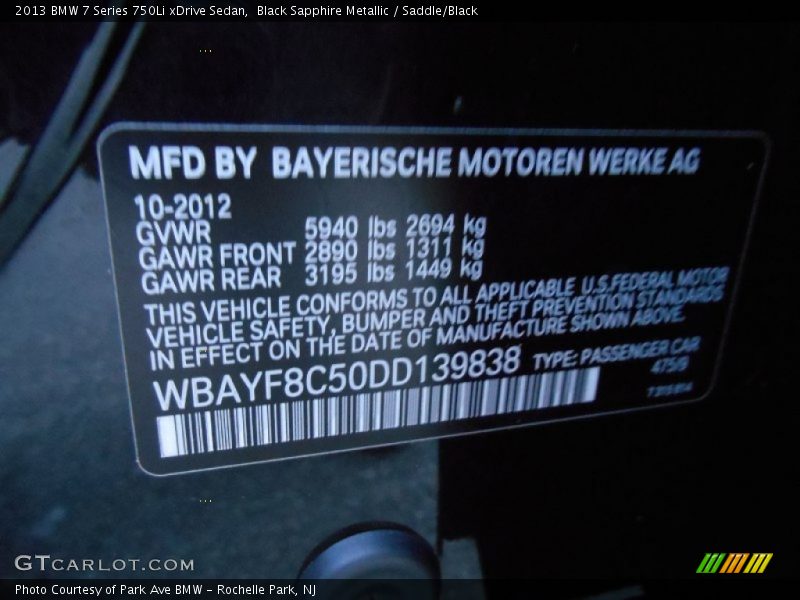 2013 BMW 7 Series 750Li xDrive Sedan,  Black Sapphire Metallic / Saddle/Black
MFD BY BAYERISCHE MOTOREN WERKE AG
10-2012
GVWR 5940 lbs 2694 kg
GAWR FRONT 2890 lbs 1311 kg
GAWR REAR 3195 lbs 1449 kg
THIS VEHICLE CONFORMS TO ALL APPLICABLE U.S.FEDERAL MOTOR
VEHICLE SAFETY, BUMPER AND THEFT PREVENTION STANDARDS
IN EFFECT ON THE DATE OF MANUFACTURE SHOWN ABOVE.
WBAYF8C50DD139838 TYPE: PASSENGER CAR
475/9
GTCARLOT.COM
Photo Courtesy of Park Ave BMW - Rochelle Park, NJ